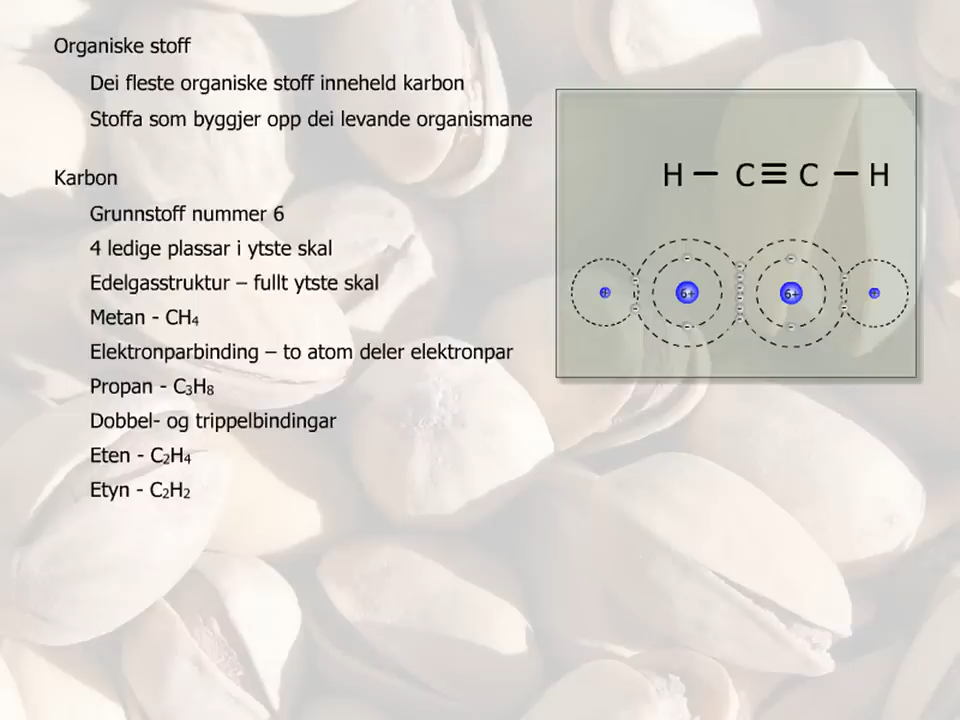 Organiske stoff
Dei fleste organiske stoff inneheld karbon
Stoffa som byggjer opp dei levande organismane
Karbon
Grunnstoff nummer 6
4 ledige plassar i ytste skal
Edelgasstruktur – fullt ytste skal
Metan - CH₄
Elektronparbinding – to atom deler elektronpar
Propan - C₃H₈
Dobbel- og trippelbindingar
Eten - C₂H₄
Etyn - C₂H₂
H – C≡C – H
+ 6+ 6+ +